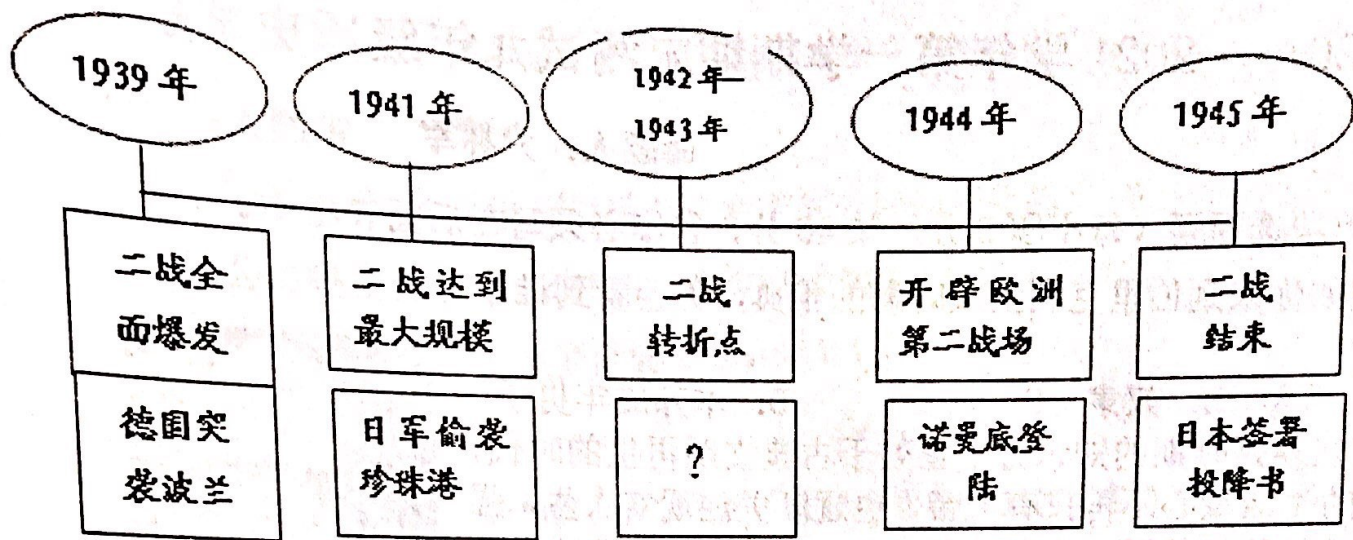 1939年
1941年
1942年—
1943年
1944年
1945年
二战全
面爆发
二战达到
最大规模
二战
转折点
开辟欧洲
第二战场
二战
结束
德国突
袭波兰
日军偷袭
珍珠港
?
诺曼底登
陆
日本签署
投降书